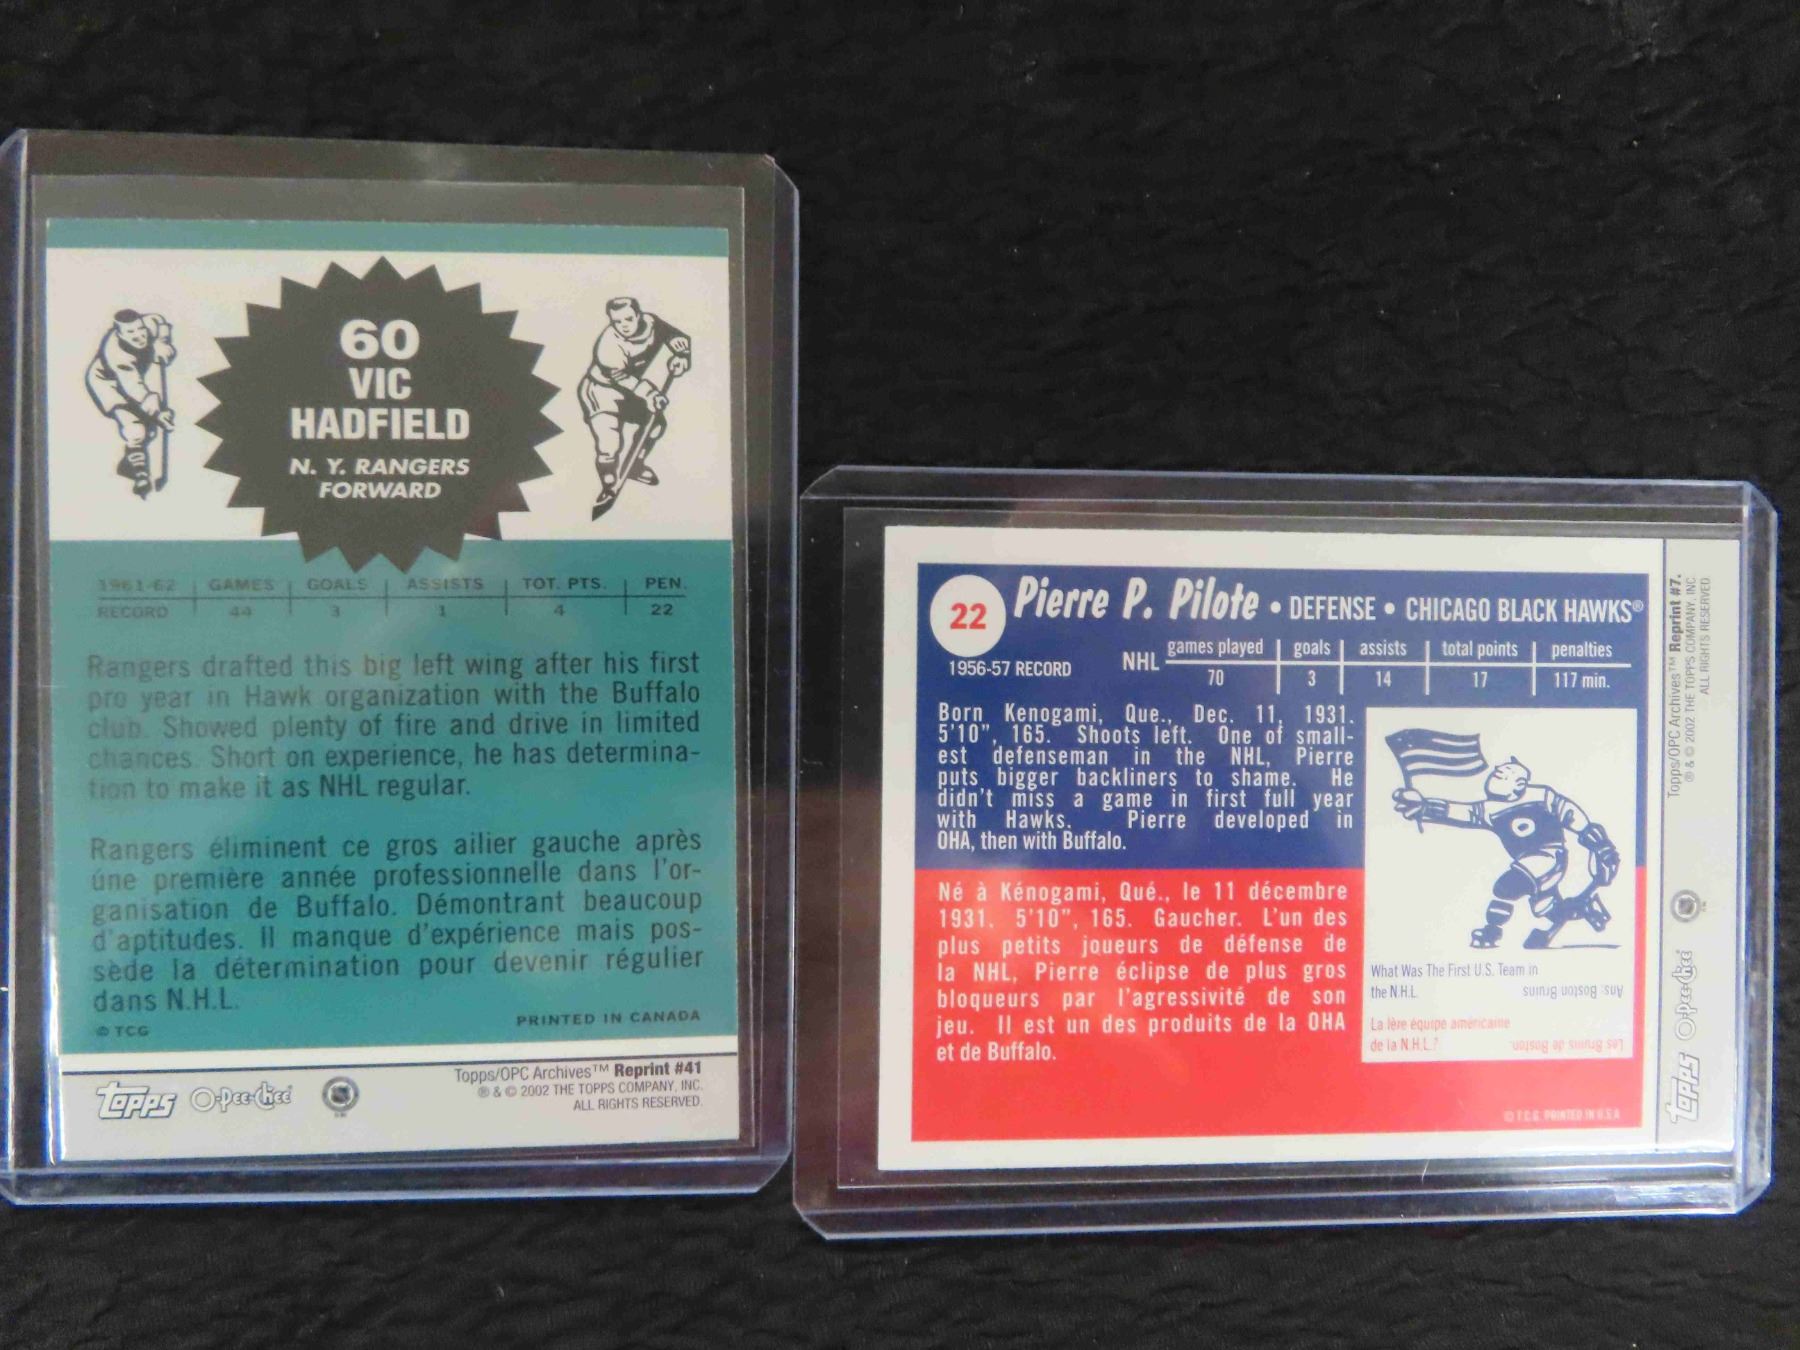 60
VIC
HADFIELD
N. Y. RANGERS
FORWARD
1961-62 GAMES GOALS ASSISTS TOT. PTS. PEN.
RECORD 44 3 1 4 22
Rangers drafted this big left wing after his first
pro year in Hawk organization with the Buffalo
club. Showed plenty of fire and drive in limited
chances. Short on experience, he has determina-
tion to make it as NHL regular.
Rangers éliminent ce gros ailier gauche après
úne première année professionnelle dans l'or-
ganisation de Buffalo. Démontrant beaucoup
d'aptitudes. Il manque d'expérience mais pos-
sède la détermination pour devenir régulier
dans N.H.L.
© TCG
PRINTED IN CANADA
Topps O-Pee-Chee
Topps/OPC Archives™ Reprint #41
® & © 2002 THE TOPPS COMPANY, INC.
ALL RIGHTS RESERVED.
22 Pierre P. Pilote • DEFENSE • CHICAGO BLACK HAWKS®
games played goals assists total points penalties
1956-57 RECORD NHL 70 3 14 17 117 min.
Born Kenogami, Que., Dec. 11, 1931.
5'10", 165. Shoots left. One of small-
est defenseman in the NHL, Pierre
puts bigger backliners to shame. He
didn't miss a game in first full year
with Hawks. Pierre developed in
OHA, then with Buffalo.
Né à Kénogami, Qué., le 11 décembre
1931. 5'10", 165. Gaucher. L'un des
plus petits joueurs de défense de
la NHL, Pierre éclipse de plus gros
bloqueurs par l'agressivité de son
jeu. Il est un des produits de la OHA
et de Buffalo.
What Was The First U.S. Team in
the N.H.L.
Ans: Boston Bruins
La lère équipe américaine
de la N.H.L.?
Les Bruins de Boston.
© T.C.G. PRINTED IN U.S.A.
Topps O-Pee-Chee
Topps/OPC Archives™ Reprint #7.
® & © 2002 THE TOPPS COMPANY, INC.
ALL RIGHTS RESERVED.